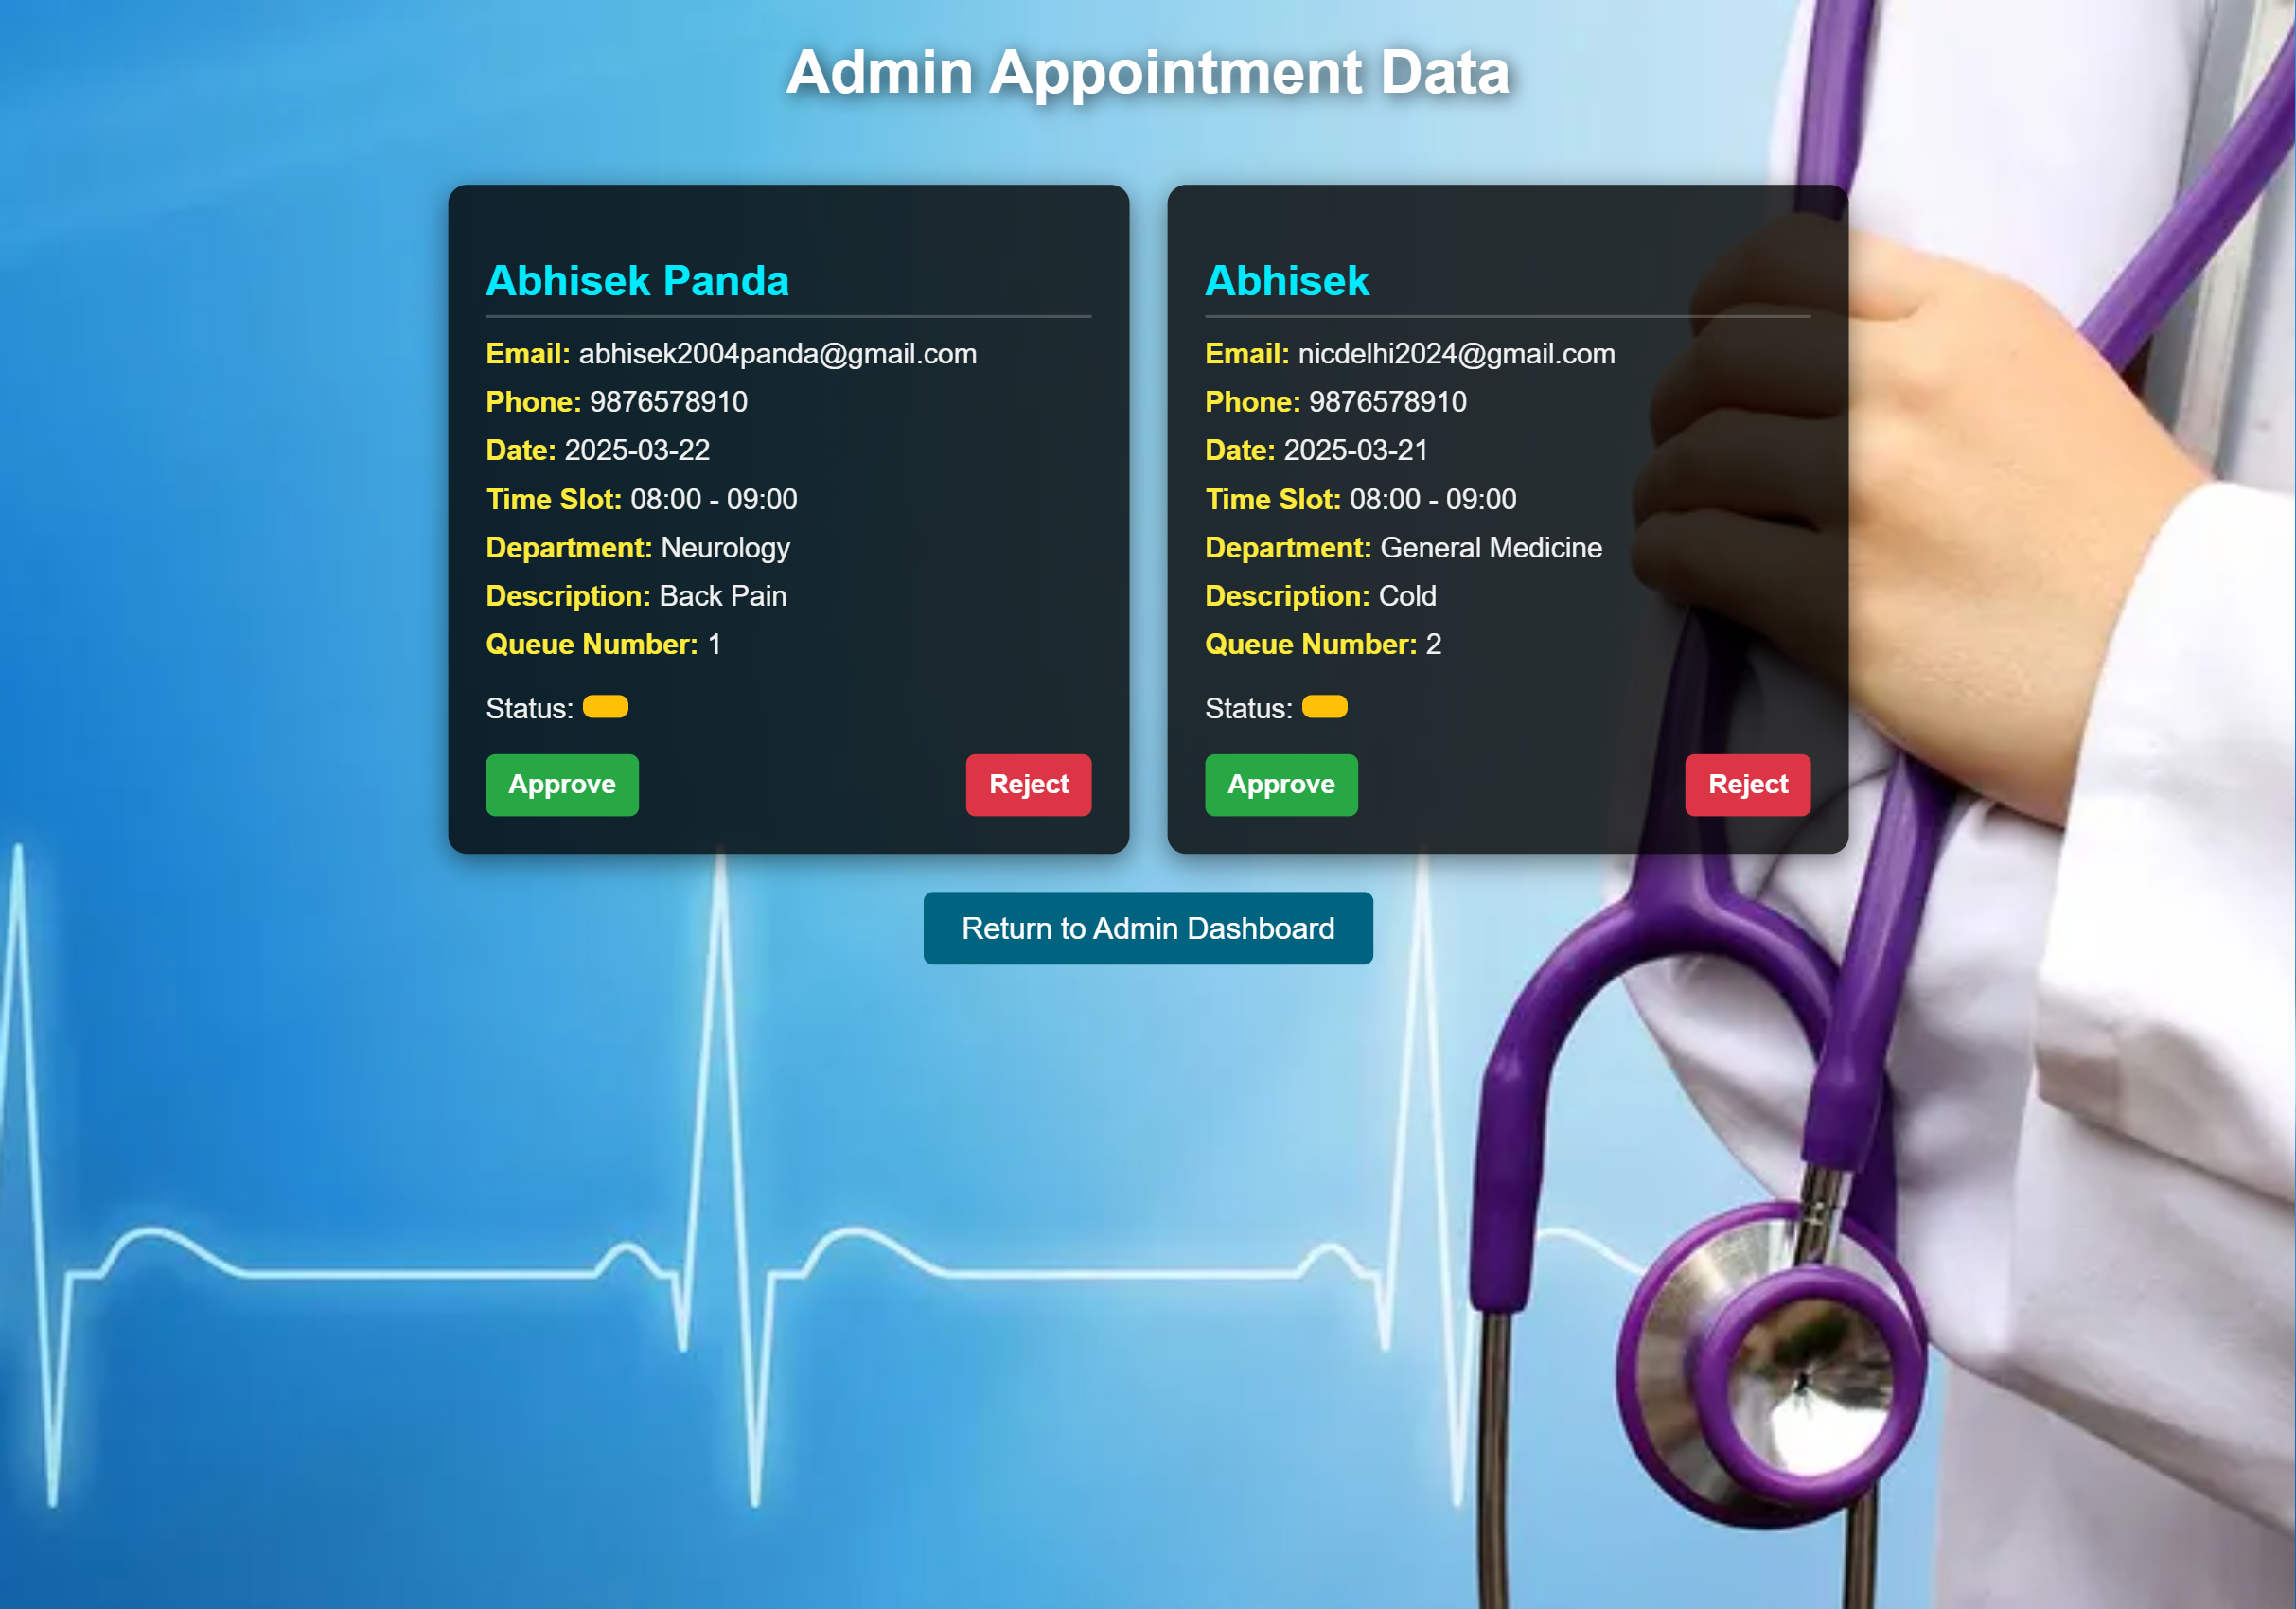 Admin Appointment Data
Abhisek Panda
Email: abhisek2004panda@gmail.com
Phone: 9876578910
Date: 2025-03-22
Time Slot: 08:00 - 09:00
Department: Neurology
Description: Back Pain
Queue Number: 1
Status:
Approve
Reject
Abhisek
Email: nicdelhi2024@gmail.com
Phone: 9876578910
Date: 2025-03-21
Time Slot: 08:00 - 09:00
Department: General Medicine
Description: Cold
Queue Number: 2
Status:
Approve
Reject
Return to Admin Dashboard